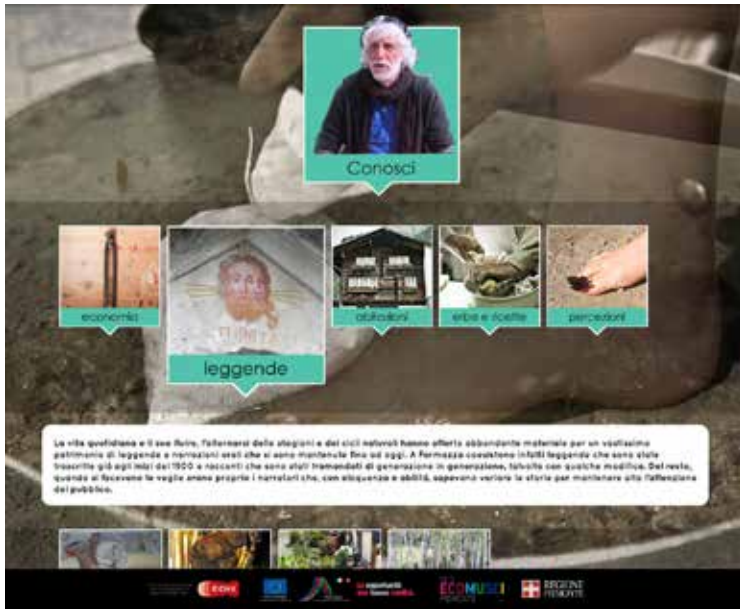 Conosci
economia
leggende
abitazioni
erbe e ricette
percezioni
La vita quotidiana e il suo fluire, l'alternarsi delle stagioni e dei cicli naturali hanno offerto abbondante materiale per un vastissimo
patrimonio di leggende e narrazioni orali che si sono mantenute fino ad oggi. A Formazza coesistono infatti leggende che sono state
trascritte già agli inizi del 1900 e racconti che sono stati tramandati di generazione in generazione, talvolta con qualche modifica. Del resto,
quando si facevano le veglie erano proprio i narratori che, con eloquenza e abilità, sapevano variare le storie per mantenere alta l'attenzione
del pubblico.
ECOMUSEI
REGIONE
PIEMONTE